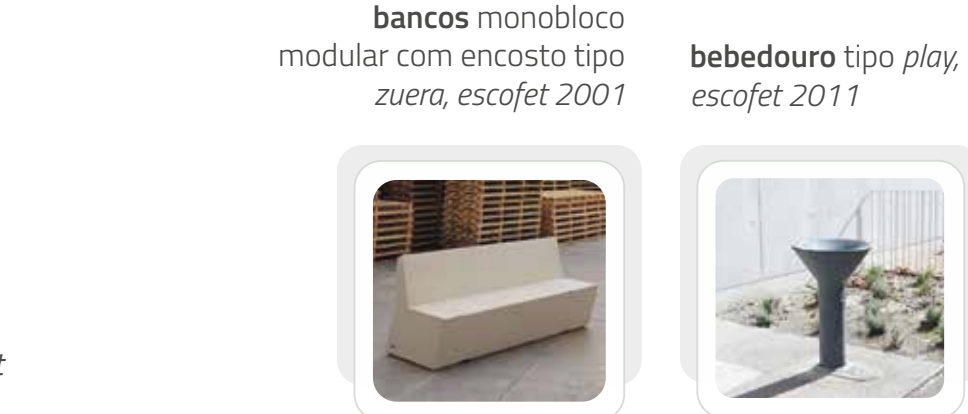 bancos monobloco
modular com encosto tipo
zuera, escofet 2001
bebedouro tipo play,
escofet 2011
t